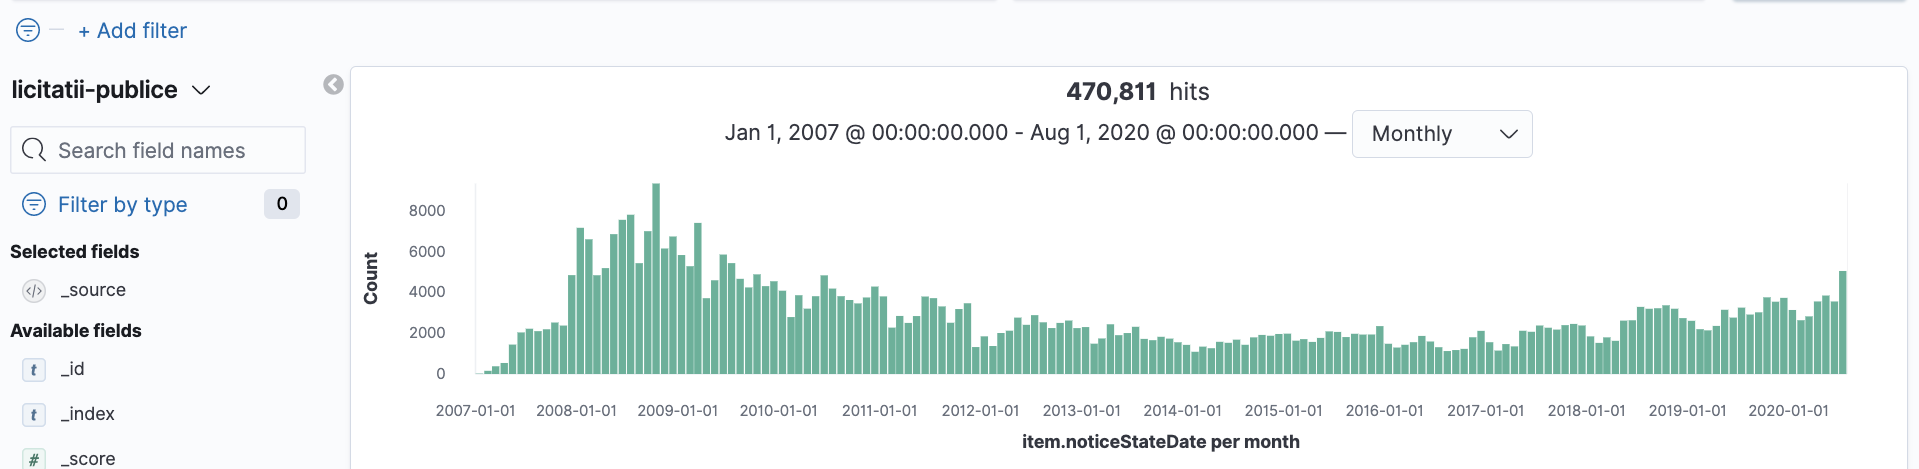 + Add filter
licitatii-publice
Search field names
Filter by type 0
Selected fields
</> _source
Available fields
t _id
t _index
# _score
470,811 hits
Jan 1, 2007 @ 00:00:00.000 - Aug 1, 2020 @ 00:00:00.000 — Monthly
Count
8000
6000
4000
2000
0
2007-01-01 2008-01-01 2009-01-01 2010-01-01 2011-01-01 2012-01-01 2013-01-01 2014-01-01 2015-01-01 2016-01-01 2017-01-01 2018-01-01 2019-01-01 2020-01-01
item.noticeStateDate per month